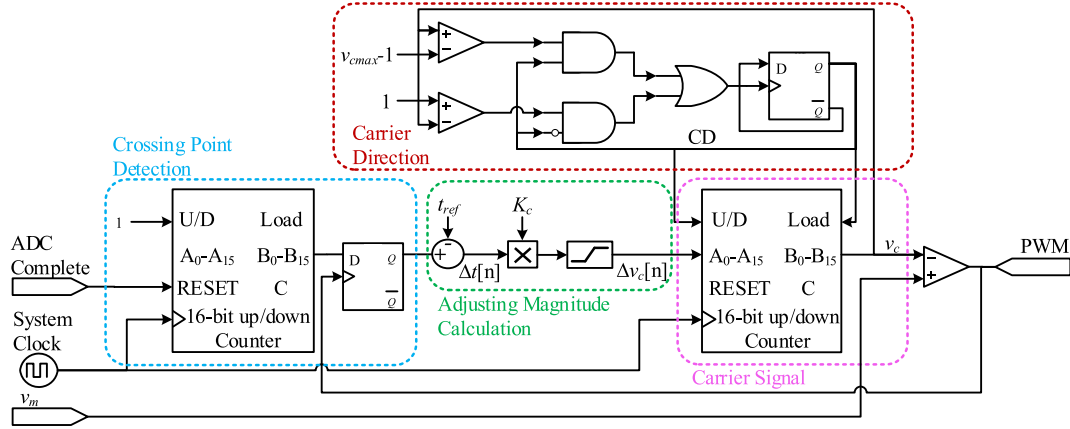 v_cmax-1
+
−
1
+
−
D
Q
Q̅
CD
Carrier
Direction
Crossing Point
Detection
1
U/D
Load
A₀-A₁₅
B₀-B₁₅
RESET
C
16-bit up/down
Counter
D
Q
Q̅
t_ref
−
+
K_c
×
Δt[n]
Δv_c[n]
Adjusting Magnitude
Calculation
U/D
Load
A₀-A₁₅
B₀-B₁₅
RESET
C
16-bit up/down
Counter
Carrier Signal
v_c
−
+
PWM
ADC
Complete
System
Clock
v_m